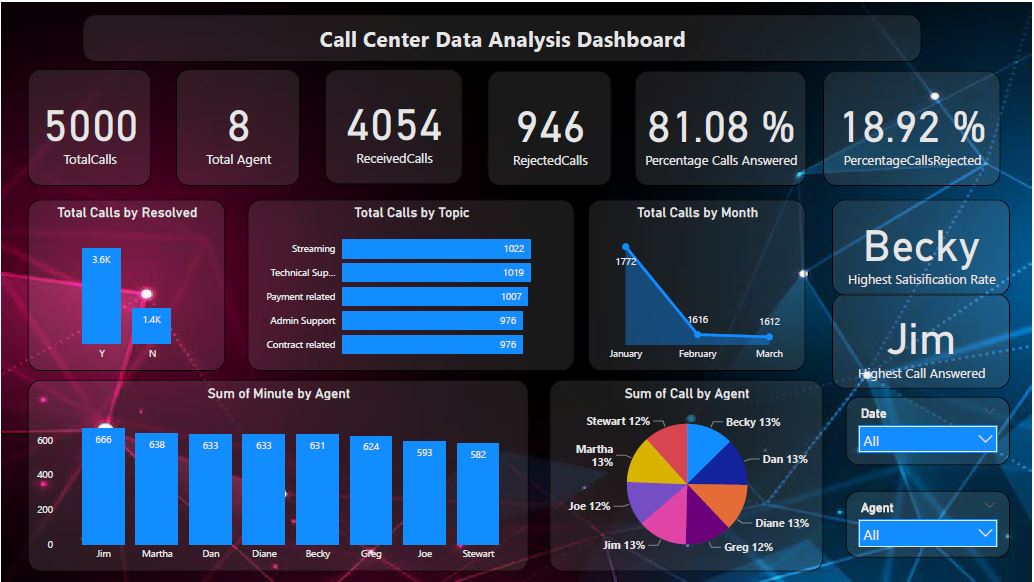 Call Center Data Analysis Dashboard
5000
TotalCalls
8
Total Agent
4054
ReceivedCalls
946
RejectedCalls
81.08 %
Percentage Calls Answered
18.92 %
PercentageCallsRejected
Total Calls by Resolved
3.6K
1.4K
Y
N
Total Calls by Topic
Streaming 1022
Technical Sup... 1019
Payment related 1007
Admin Support 976
Contract related 976
Total Calls by Month
1772
1616
1612
January
February
March
Becky
Highest Satisification Rate
Jim
Highest Call Answered
Sum of Minute by Agent
600
400
200
0
666
638
633
633
631
624
593
582
Jim
Martha
Dan
Diane
Becky
Greg
Joe
Stewart
Sum of Call by Agent
Stewart 12%
Becky 13%
Martha
13%
Dan 13%
Joe 12%
Diane 13%
Jim 13%
Greg 12%
Date
All
Agent
All